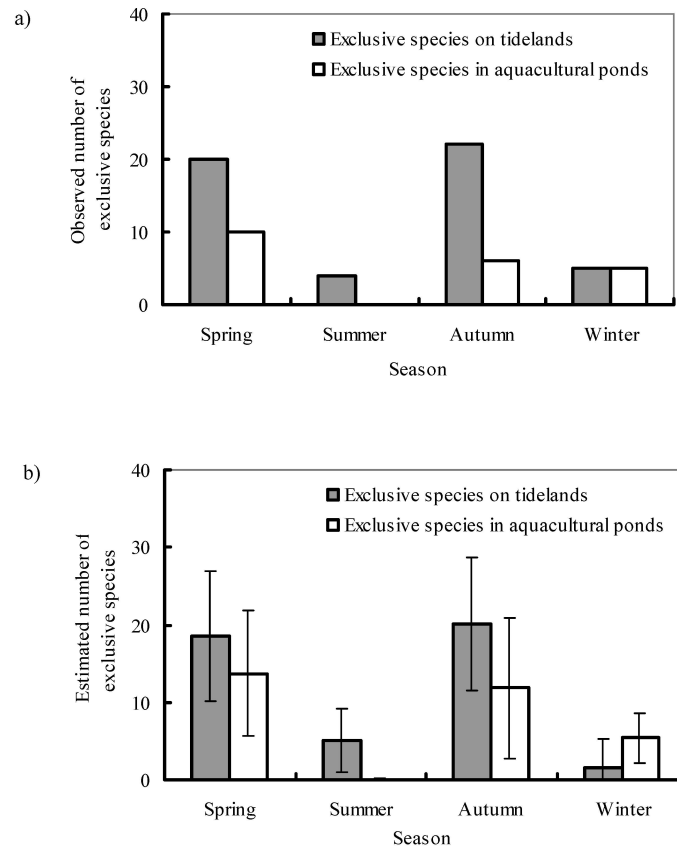 a)
40
30
20
10
0
Observed number of
exclusive species
Exclusive species on tidelands
Exclusive species in aquacultural ponds
Spring Summer Autumn Winter
Season
b)
40
30
20
10
0
Estimated number of
exclusive species
Exclusive species on tidelands
Exclusive species in aquacultural ponds
Spring Summer Autumn Winter
Season